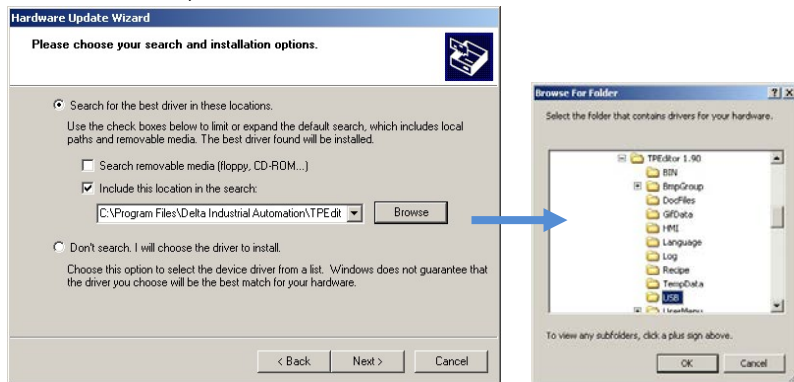 Hardware Update Wizard
Please choose your search and installation options.
Search for the best driver in these locations.
Use the check boxes below to limit or expand the default search, which includes local
paths and removable media. The best driver found will be installed.
Search removable media (floppy, CD-ROM...)
Include this location in the search:
C:\Program Files\Delta Industrial Automation\TPEdit
Browse
Don't search. I will choose the driver to install.
Choose this option to select the device driver from a list. Windows does not guarantee that
the driver you choose will be the best match for your hardware.
< Back
Next >
Cancel
Browse For Folder
Select the folder that contains drivers for your hardware.
TPEditor 1.90
BIN
BmpGroup
DocFiles
GifData
HMI
Language
Log
Recipe
TempData
USB
UserMenu
To view any subfolders, click a plus sign above.
OK
Cancel